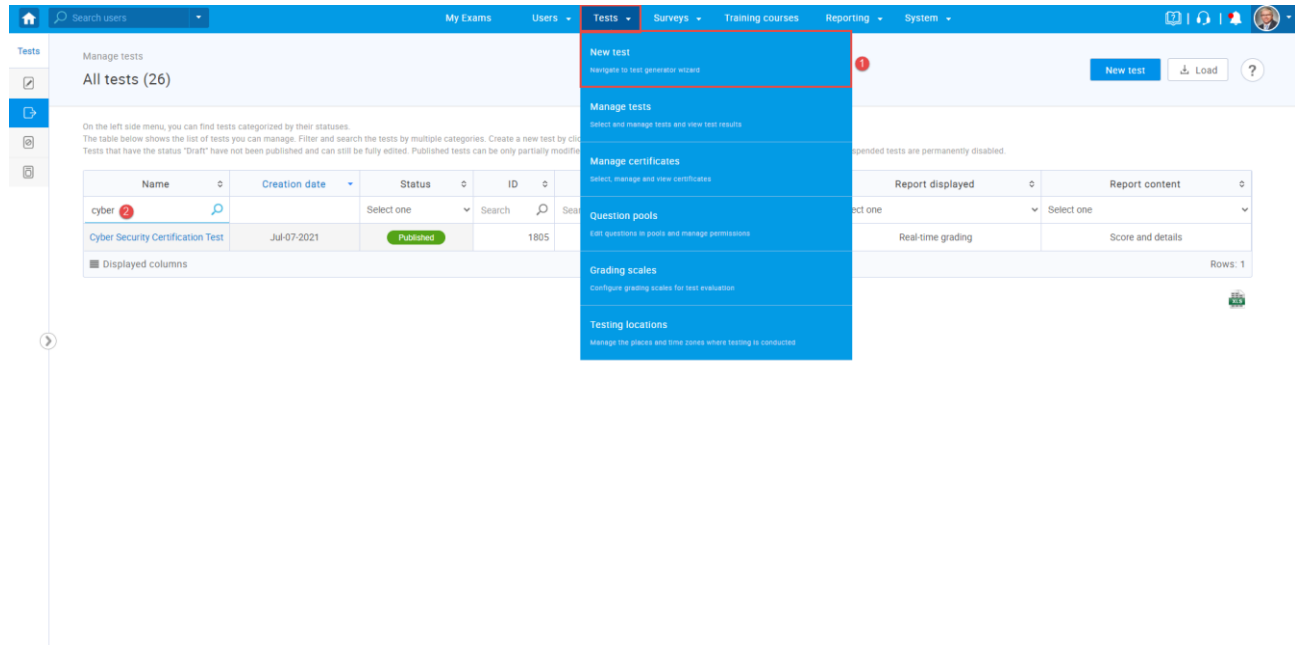 Search users
My Exams Users Tests Surveys Training courses Reporting System
Tests
Manage tests
All tests (26)
New test Load ?
New test
Navigate to test generator wizard
1
Manage tests
Select and manage tests and view test results
Manage certificates
Select, manage and view certificates
Question pools
Edit questions in pools and manage permissions
Grading scales
Configure grading scales for test evaluation
Testing locations
Manage the places and time zones where testing is conducted
On the left side menu, you can find tests categorized by their statuses.
The table below shows the list of tests you can manage. Filter and search the tests by multiple categories. Create a new test by
Tests that have the status "Draft" have not been published and can still be fully edited. Published tests can be only partially tests are permanently disabled.
Name Creation date Status ID Report displayed Report content
cyber 2 Select one Search one Select one
Cyber Security Certification Test Jul-07-2021 Published 1805 Real-time grading Score and details
Displayed columns Rows: 1